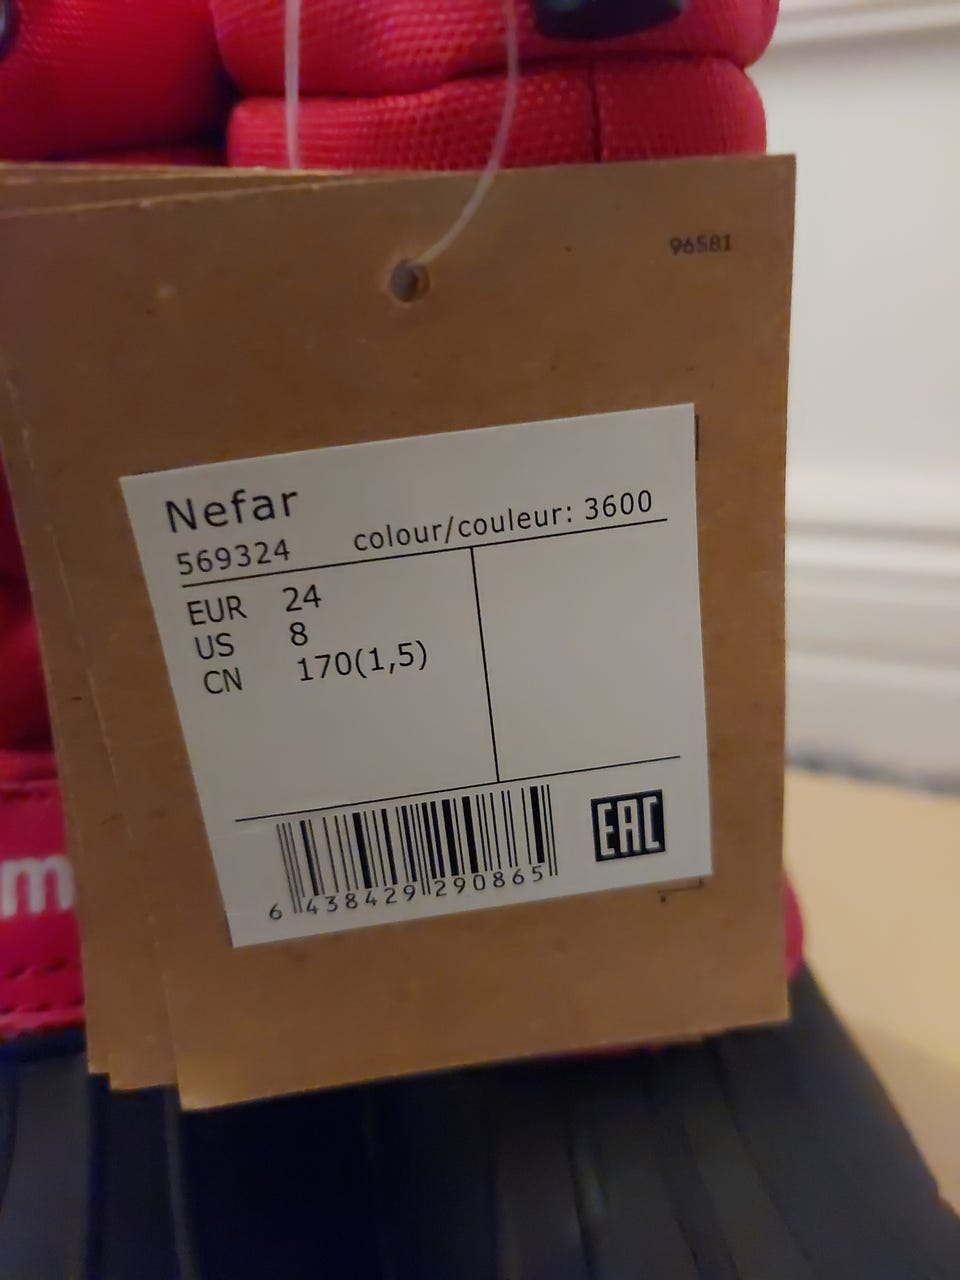 96581
Nefar
569324 colour/couleur: 3600
EUR 24
US 8
CN 170(1,5)
6 438429 290865
EAC
m